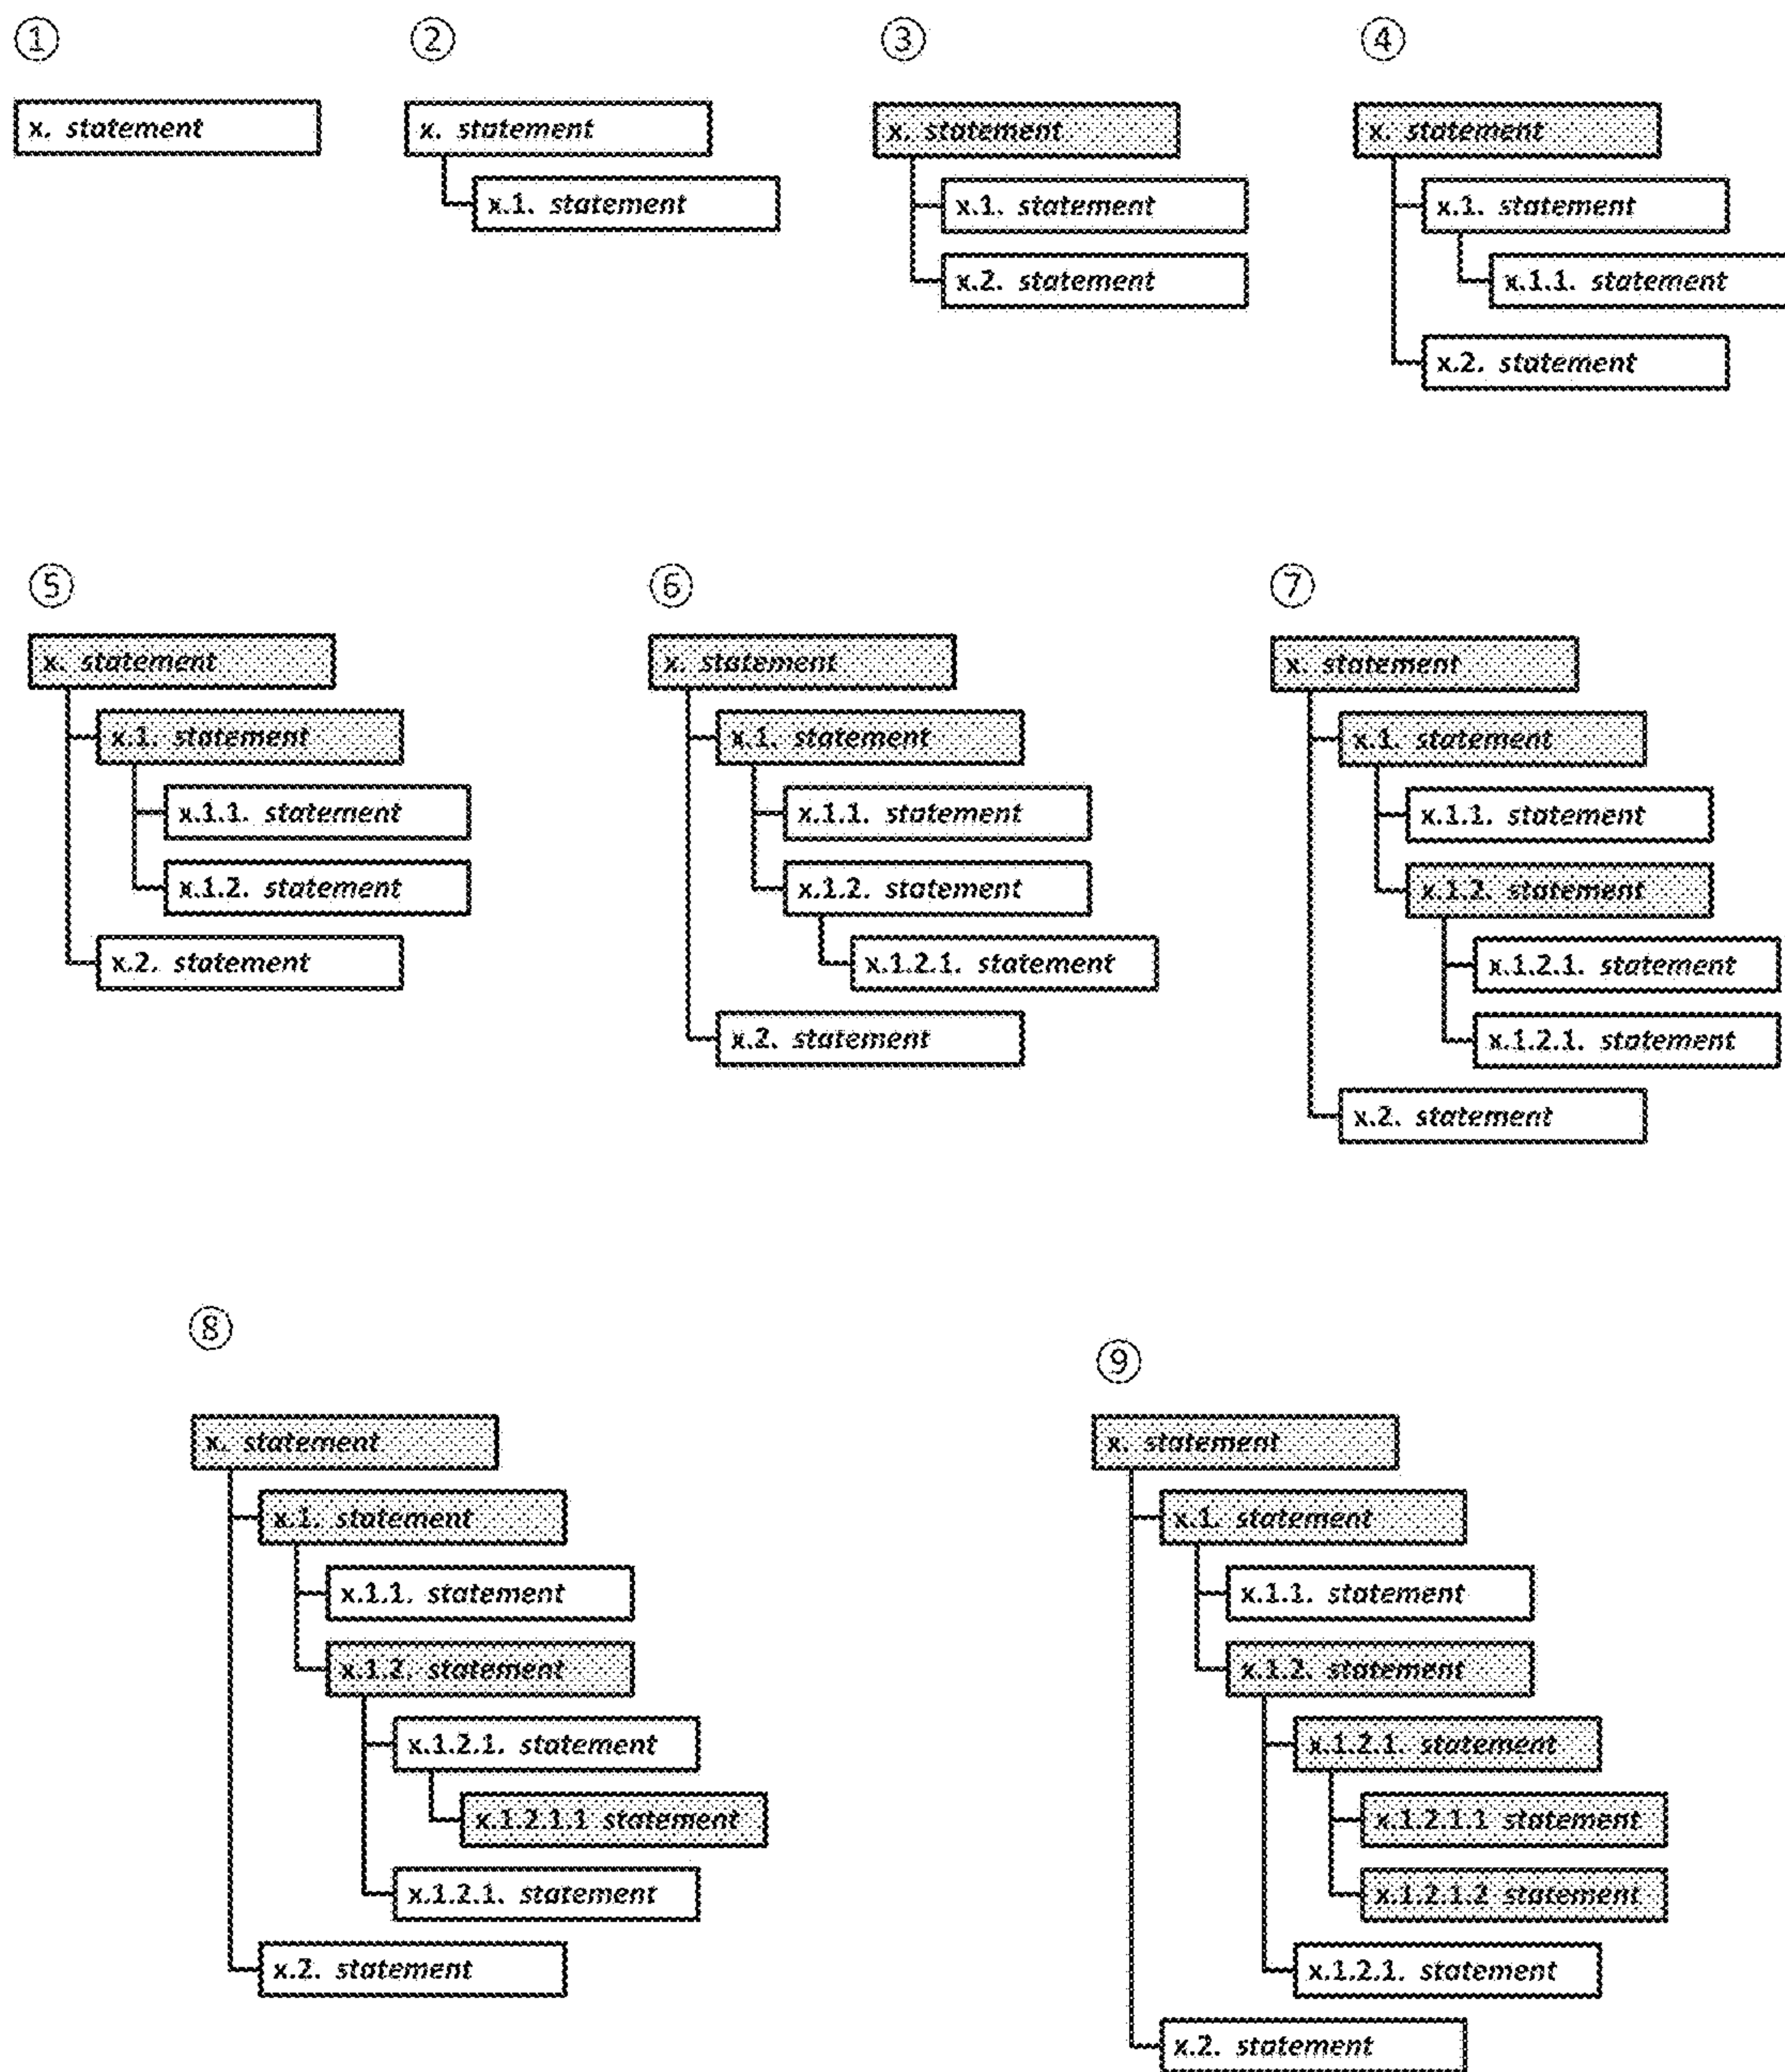 ①
x. statement
②
x. statement
x.1. statement
③
x. statement
x.1. statement
x.2. statement
④
x. statement
x.1. statement
x.1.1. statement
x.2. statement
⑤
x. statement
x.1. statement
x.1.1. statement
x.1.2. statement
x.2. statement
⑥
x. statement
x.1. statement
x.1.1. statement
x.1.2. statement
x.1.2.1. statement
x.2. statement
⑦
x. statement
x.1. statement
x.1.1. statement
x.1.2. statement
x.1.2.1. statement
x.1.2.1. statement
x.2. statement
⑧
x. statement
x.1. statement
x.1.1. statement
x.1.2. statement
x.1.2.1. statement
x.1.2.1.1 statement
x.1.2.1. statement
x.2. statement
⑨
x. statement
x.1. statement
x.1.1. statement
x.1.2. statement
x.1.2.1. statement
x.1.2.1.1 statement
x.1.2.1.2 statement
x.1.2.1. statement
x.2. statement